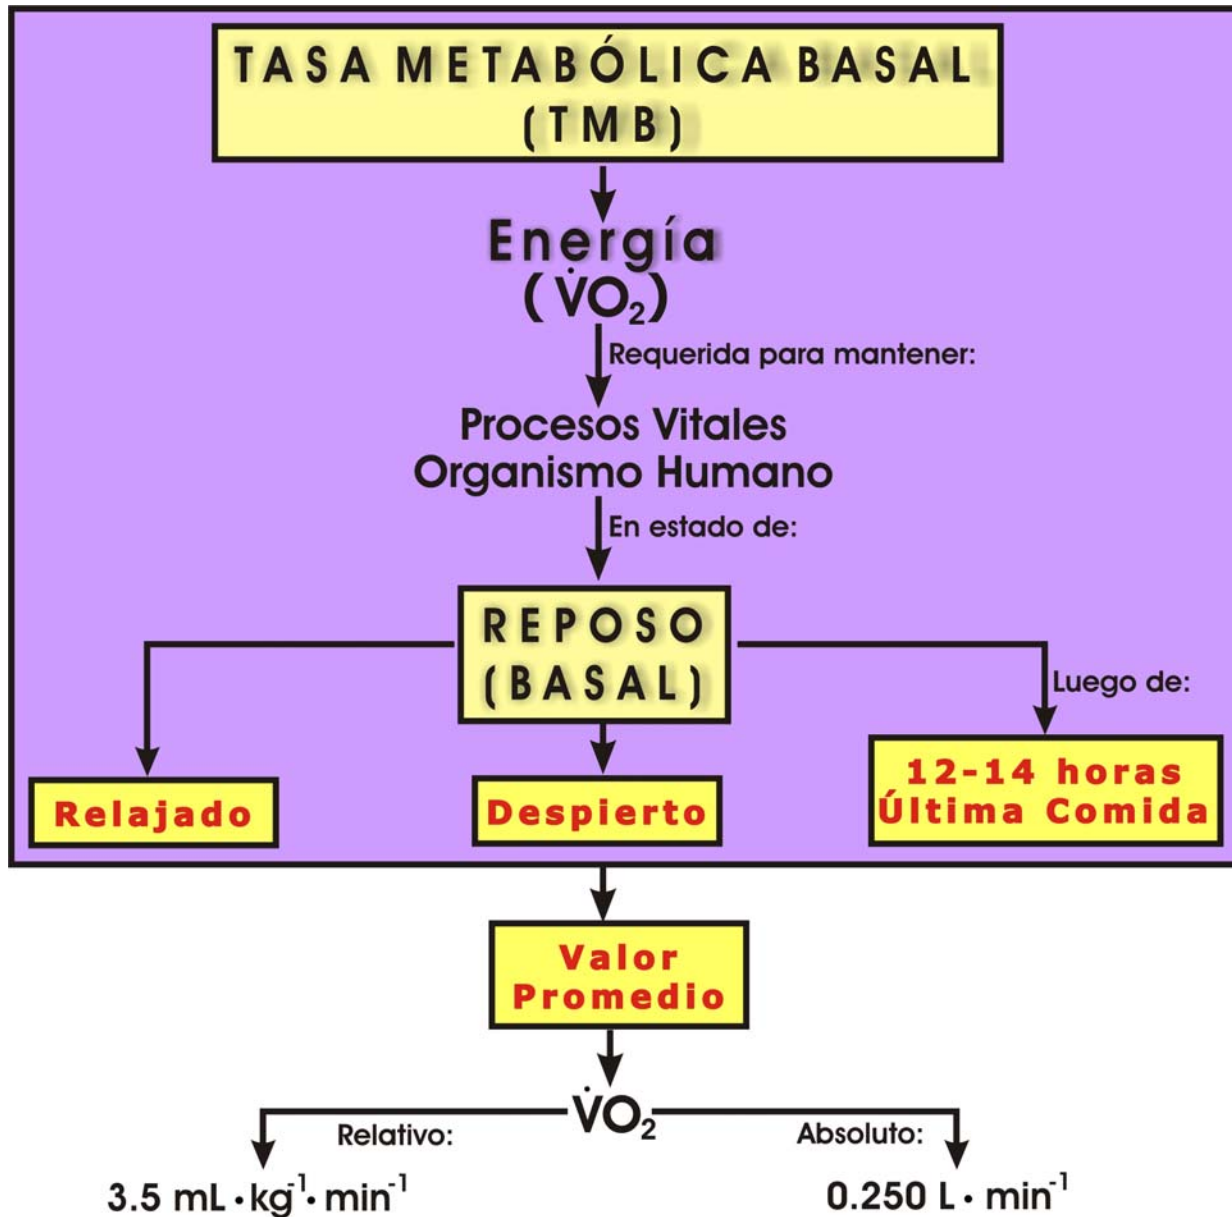 TASA METABÓLICA BASAL
(TMB)
Energía
(V̇O₂)
Requerida para mantener:
Procesos Vitales
Organismo Humano
En estado de:
REPOSO
(BASAL)
Luego de:
Relajado
Despierto
12-14 horas
Última Comida
Valor
Promedio
V̇O₂
Relativo:
Absoluto:
3.5 mL · kg⁻¹ · min⁻¹
0.250 L · min⁻¹